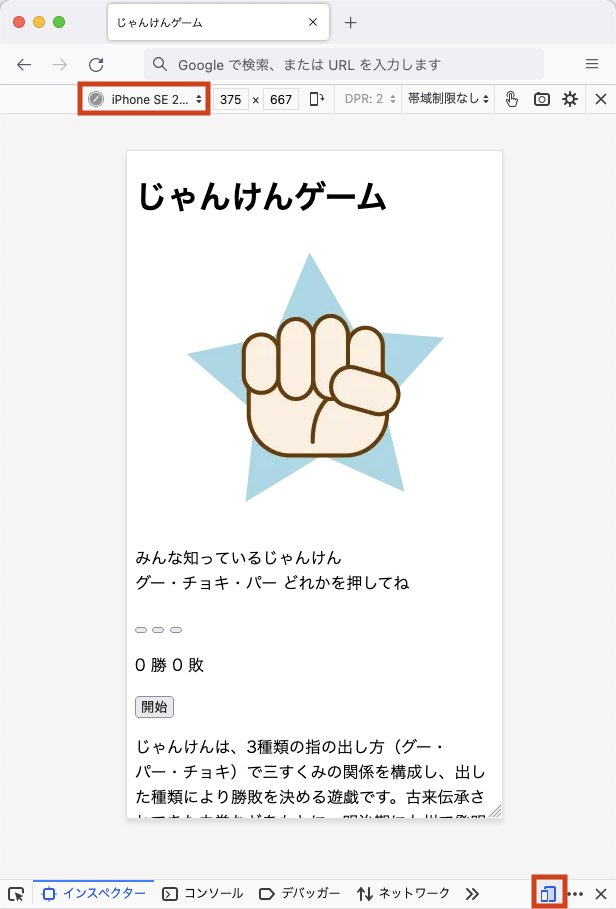 じゃんけんゲーム
Google で検索、または URL を入力します
iPhone SE 2... 375 × 667 DPR: 2 帯域制限なし
じゃんけんゲーム
みんな知っているじゃんけん
グー・チョキ・パー どれかを押してね
0 勝 0 敗
開始
じゃんけんは、3種類の指の出し方（グー・
パー・チョキ）で三すくみの関係を構成し、出し
た種類により勝敗を決める遊戯です。古来伝承さ
インスペクター コンソール デバッガー ネットワーク